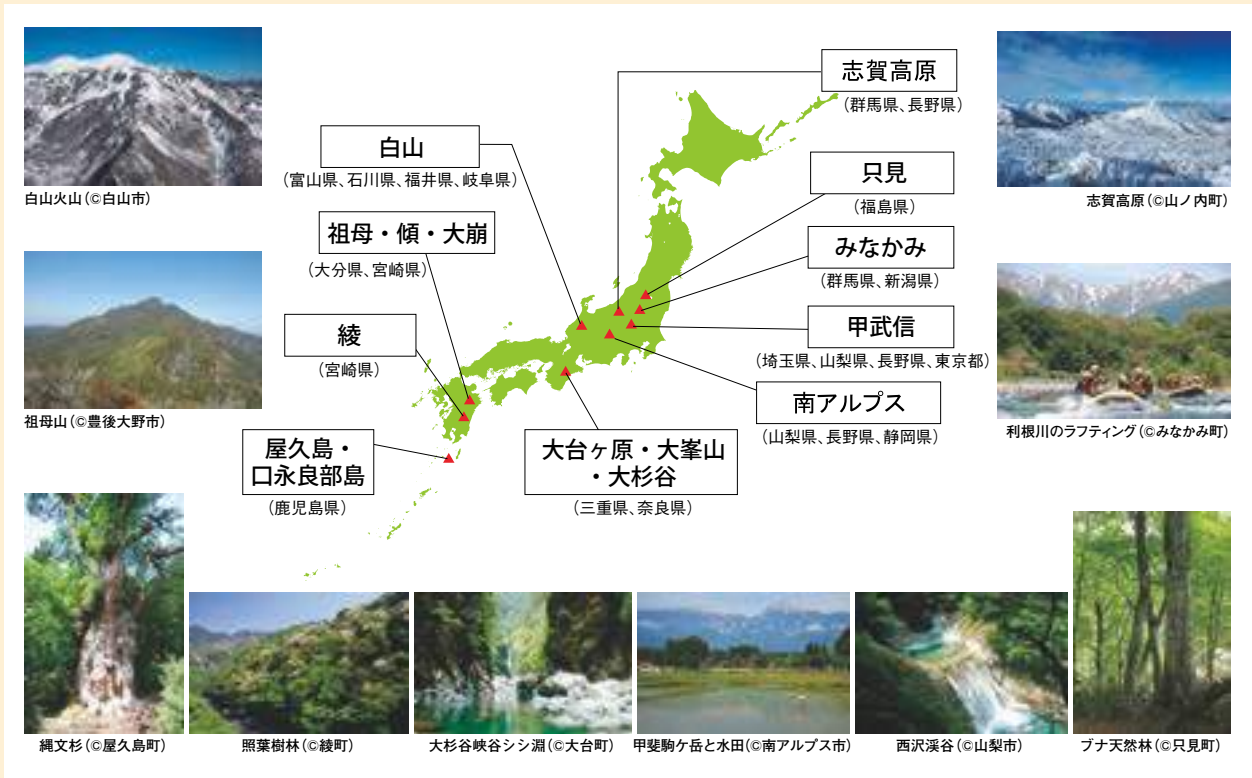 志賀高原
(群馬県、長野県)
白山
(富山県、石川県、福井県、岐阜県)
只見
(福島県)
白山火山(©白山市)
志賀高原(©山ノ内町)
祖母・傾・大崩
(大分県、宮崎県)
みなかみ
(群馬県、新潟県)
綾
(宮崎県)
甲武信
(埼玉県、山梨県、長野県、東京都)
南アルプス
(山梨県、長野県、静岡県)
祖母山(©豊後大野市)
利根川のラフティング(©みなかみ町)
屋久島・
口永良部島
(鹿児島県)
大台ヶ原・大峯山
・大杉谷
(三重県、奈良県)
縄文杉(©屋久島町)
照葉樹林(©綾町)
大杉谷峡谷シシ淵(©大台町)
甲斐駒ケ岳と水田(©南アルプス市)
西沢渓谷(©山梨市)
ブナ天然林(©只見町)